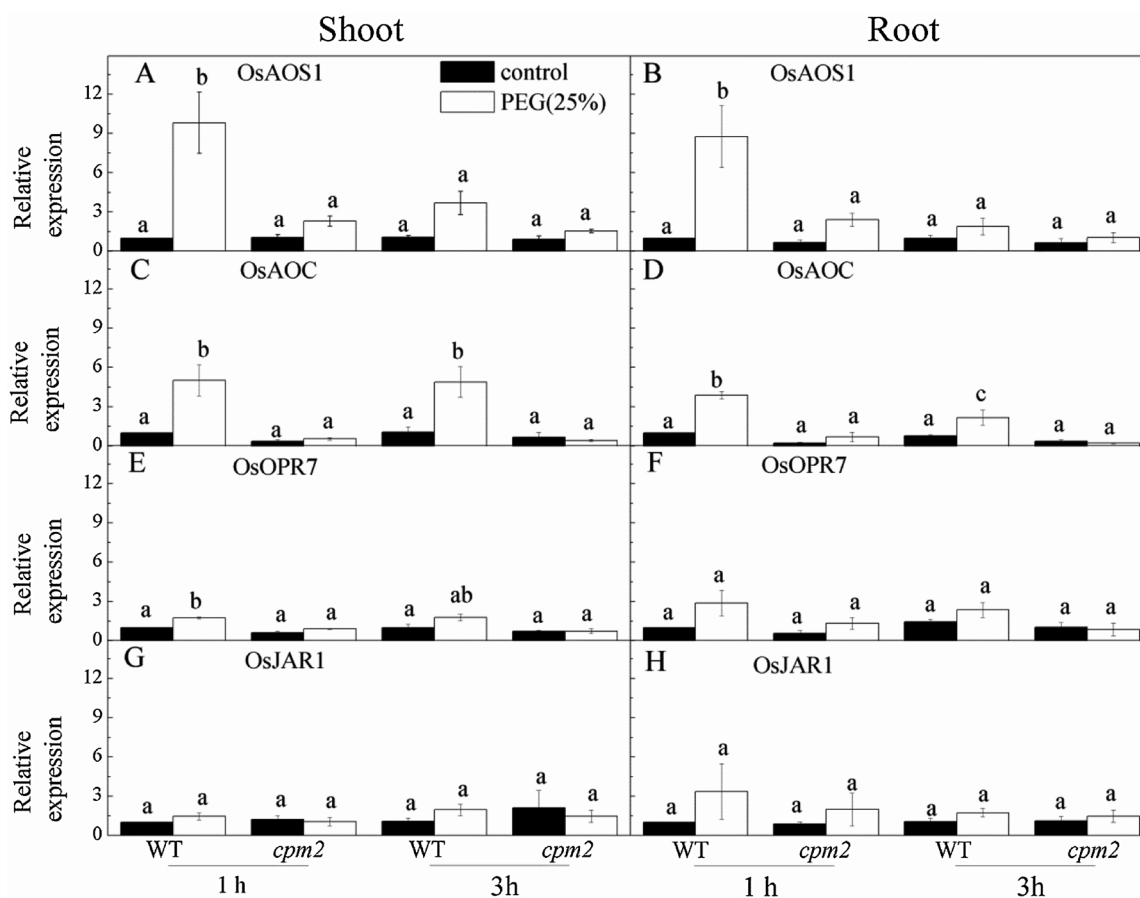 Shoot Root
A OsAOS1 control PEG(25%)
B OsAOS1
Relative expression
12
9
6
3
0
a b a a a a a a
a b a a a a a a
C OsAOC
D OsAOC
Relative expression
12
9
6
3
0
a b a a a b a a
a b a a a c a a
E OsOPR7
F OsOPR7
Relative expression
12
9
6
3
0
a b a a a ab a a
a a a a a a a a
G OsJAR1
H OsJAR1
Relative expression
12
9
6
3
0
a a a a a a a a
a a a a a a a a
WT cpm2 WT cpm2 WT cpm2 WT cpm2
1 h 3h 1 h 3h